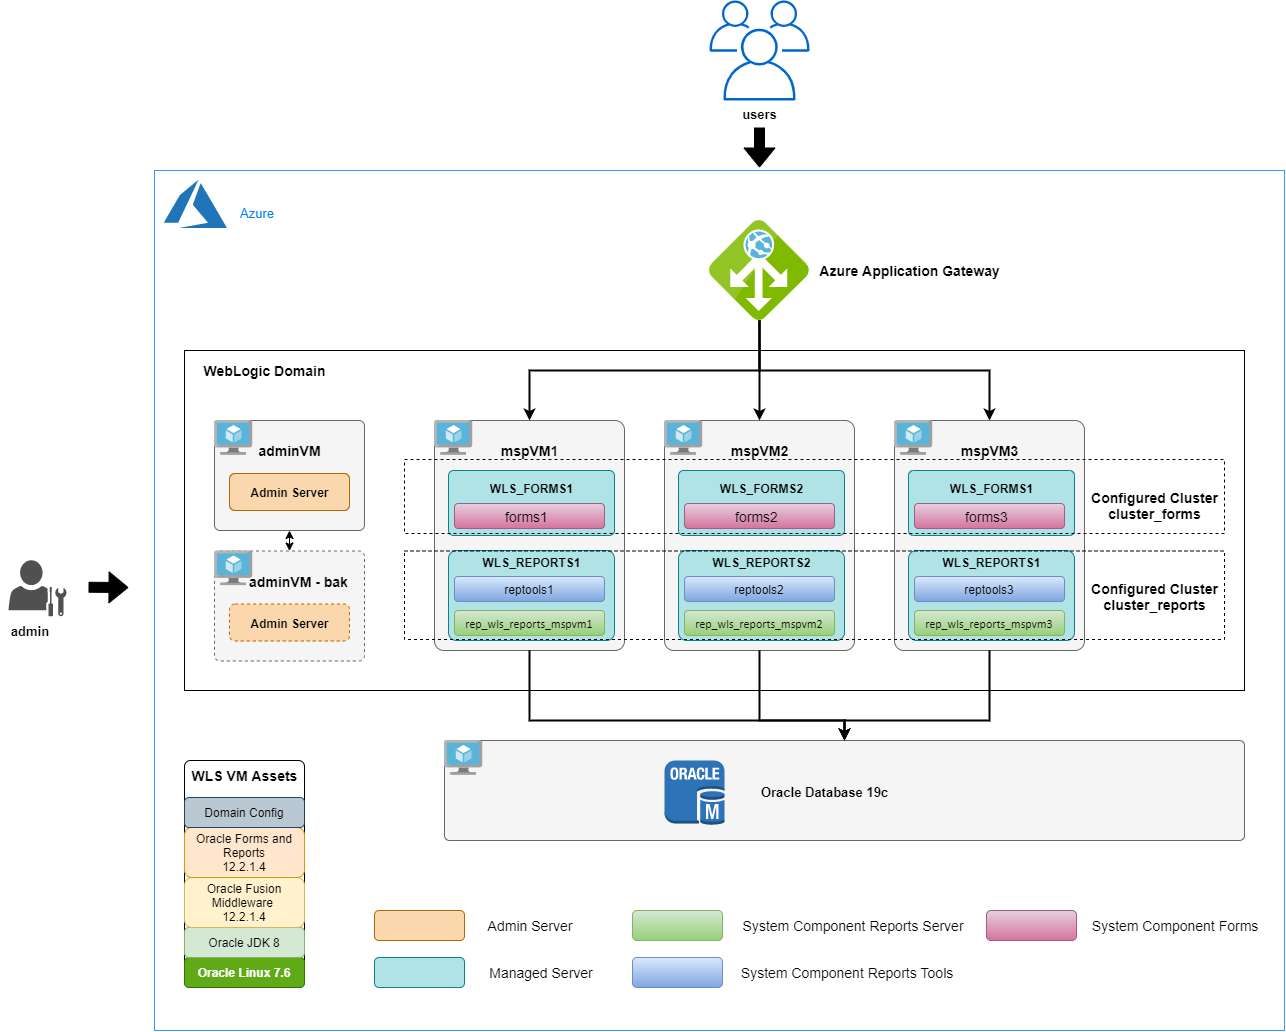 users
Azure
Azure Application Gateway
WebLogic Domain
adminVM
Admin Server
adminVM - bak
Admin Server
admin
mspVM1
WLS_FORMS1
forms1
WLS_REPORTS1
reptools1
rep_wls_reports_mspvm1
mspVM2
WLS_FORMS2
forms2
WLS_REPORTS2
reptools2
rep_wls_reports_mspvm2
mspVM3
WLS_FORMS1
forms3
WLS_REPORTS1
reptools3
rep_wls_reports_mspvm3
Configured Cluster
cluster_forms
Configured Cluster
cluster_reports
ORACLE
M
Oracle Database 19c
WLS VM Assets
Domain Config
Oracle Forms and
Reports
12.2.1.4
Oracle Fusion
Middleware
12.2.1.4
Oracle JDK 8
Oracle Linux 7.6
Admin Server
System Component Reports Server
System Component Forms
Managed Server
System Component Reports Tools